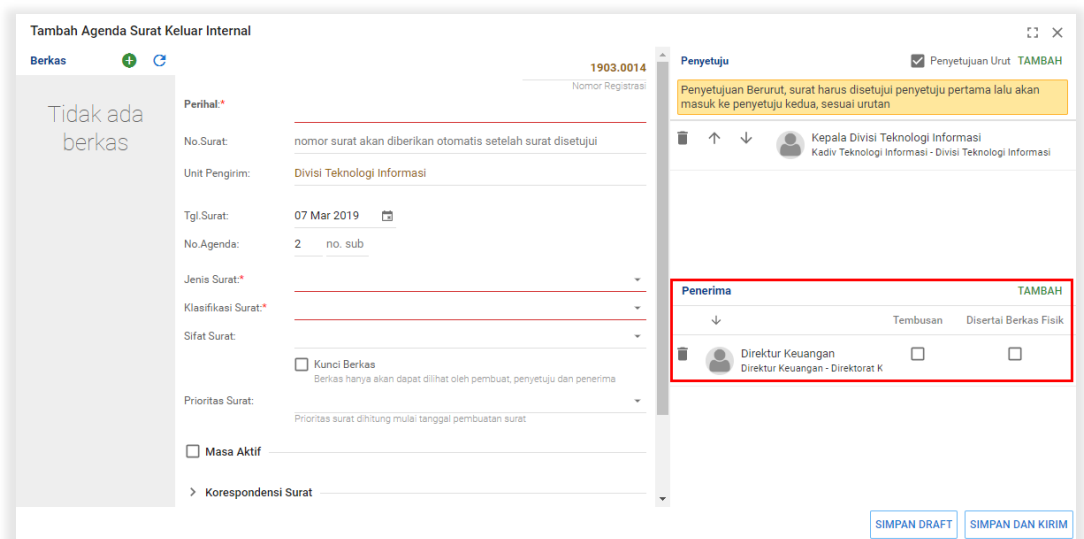 Tambah Agenda Surat Keluar Internal
Berkas
Tidak ada
berkas
1903.0014
Nomor Registrasi
Perihal:*
No.Surat: nomor surat akan diberikan otomatis setelah surat disetujui
Unit Pengirim: Divisi Teknologi Informasi
Tgl.Surat: 07 Mar 2019
No.Agenda: 2 no. sub
Jenis Surat:*
Klasifikasi Surat:*
Sifat Surat:
Kunci Berkas
Berkas hanya akan dapat dilihat oleh pembuat, penyetuju dan penerima
Prioritas Surat:
Prioritas surat dihitung mulai tanggal pembuatan surat
Masa Aktif
Korespondensi Surat
Penyetuju Penyetujuan Urut TAMBAH
Penyetujuan Berurut, surat harus disetujui penyetuju pertama lalu akan
masuk ke penyetuju kedua, sesuai urutan
Kepala Divisi Teknologi Informasi
Kadiv Teknologi Informasi - Divisi Teknologi Informasi
Penerima TAMBAH
Tembusan Disertai Berkas Fisik
Direktur Keuangan
Direktur Keuangan - Direktorat K
SIMPAN DRAFT SIMPAN DAN KIRIM